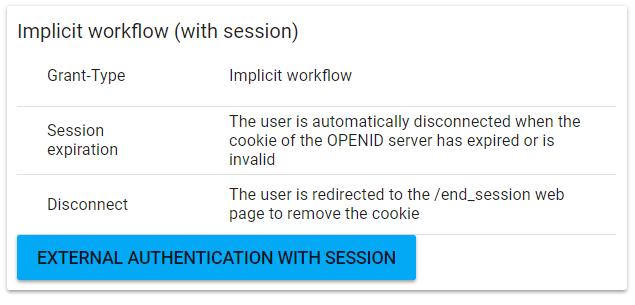 Implicit workflow (with session)
Grant-Type
Implicit workflow
Session
expiration
The user is automatically disconnected when the
cookie of the OPENID server has expired or is
invalid
Disconnect
The user is redirected to the /end_session web
page to remove the cookie
EXTERNAL AUTHENTICATION WITH SESSION